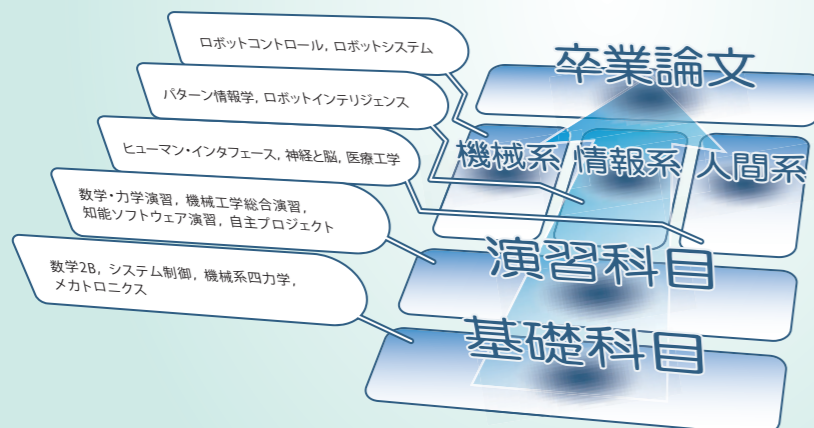 ロボットコントロール, ロボットシステム
パターン情報学, ロボットインテリジェンス
ヒューマン・インタフェース, 神経と脳, 医療工学
数学・力学演習, 機械工学総合演習,
知能ソフトウェア演習, 自主プロジェクト
数学2B, システム制御, 機械系四力学,
メカトロニクス
卒業論文
機械系
情報系
人間系
演習科目
基礎科目